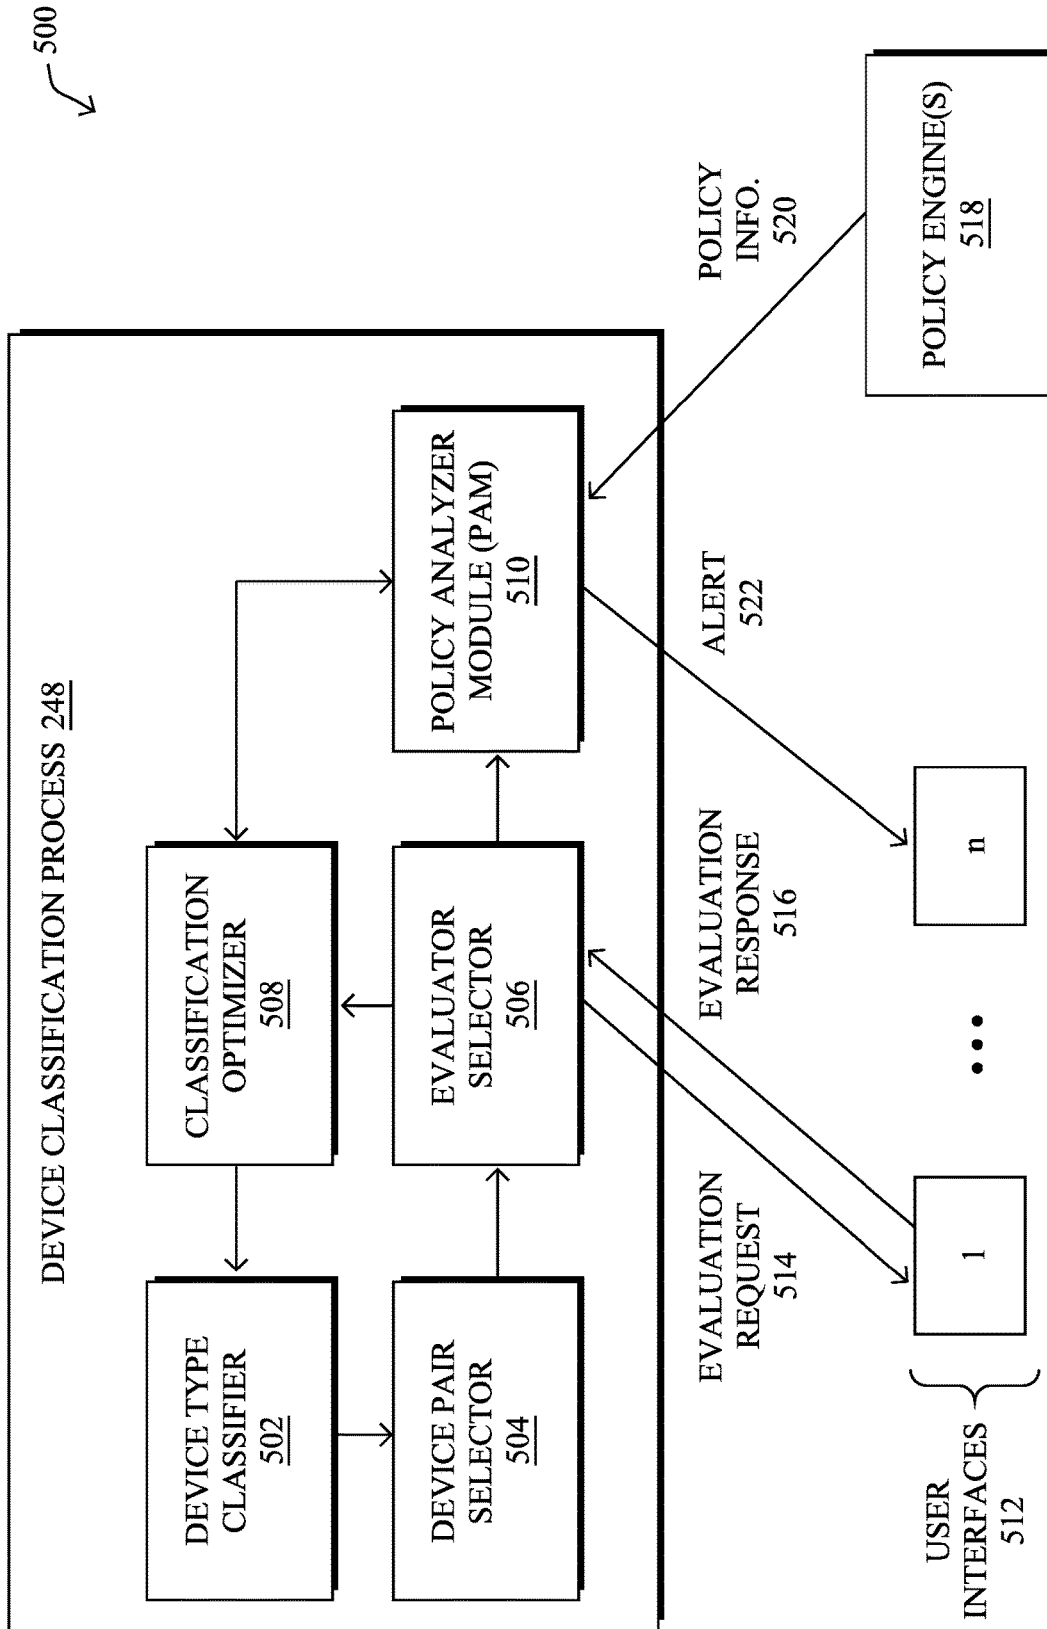 500
DEVICE CLASSIFICATION PROCESS 248
DEVICE TYPE
CLASSIFIER
502
CLASSIFICATION
OPTIMIZER
508
DEVICE PAIR
SELECTOR
504
EVALUATOR
SELECTOR
506
POLICY ANALYZER
MODULE (PAM)
510
EVALUATION
REQUEST
514
EVALUATION
RESPONSE
516
ALERT
522
POLICY
INFO.
520
USER
INTERFACES
512
1
n
POLICY ENGINE(S)
518